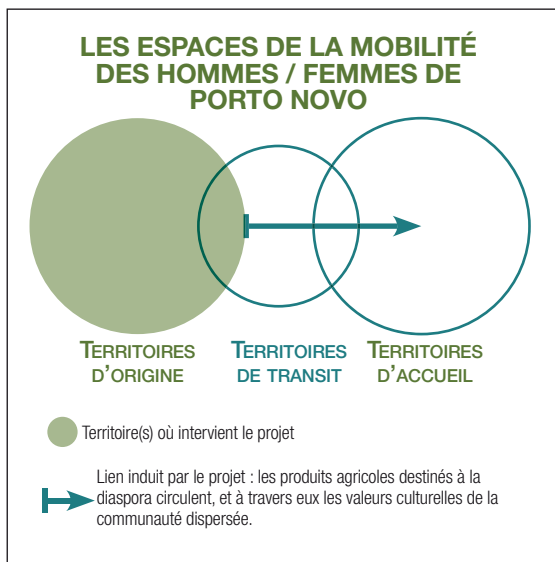 LES ESPACES DE LA MOBILITÉ
DES HOMMES / FEMMES DE
PORTO NOVO
TERRITOIRES
D'ORIGINE
TERRITOIRES
DE TRANSIT
TERRITOIRES
D'ACCUEIL
Territoire(s) où intervient le projet
Lien induit par le projet : les produits agricoles destinés à la
diaspora circulent, et à travers eux les valeurs culturelles de la
communauté dispersée.